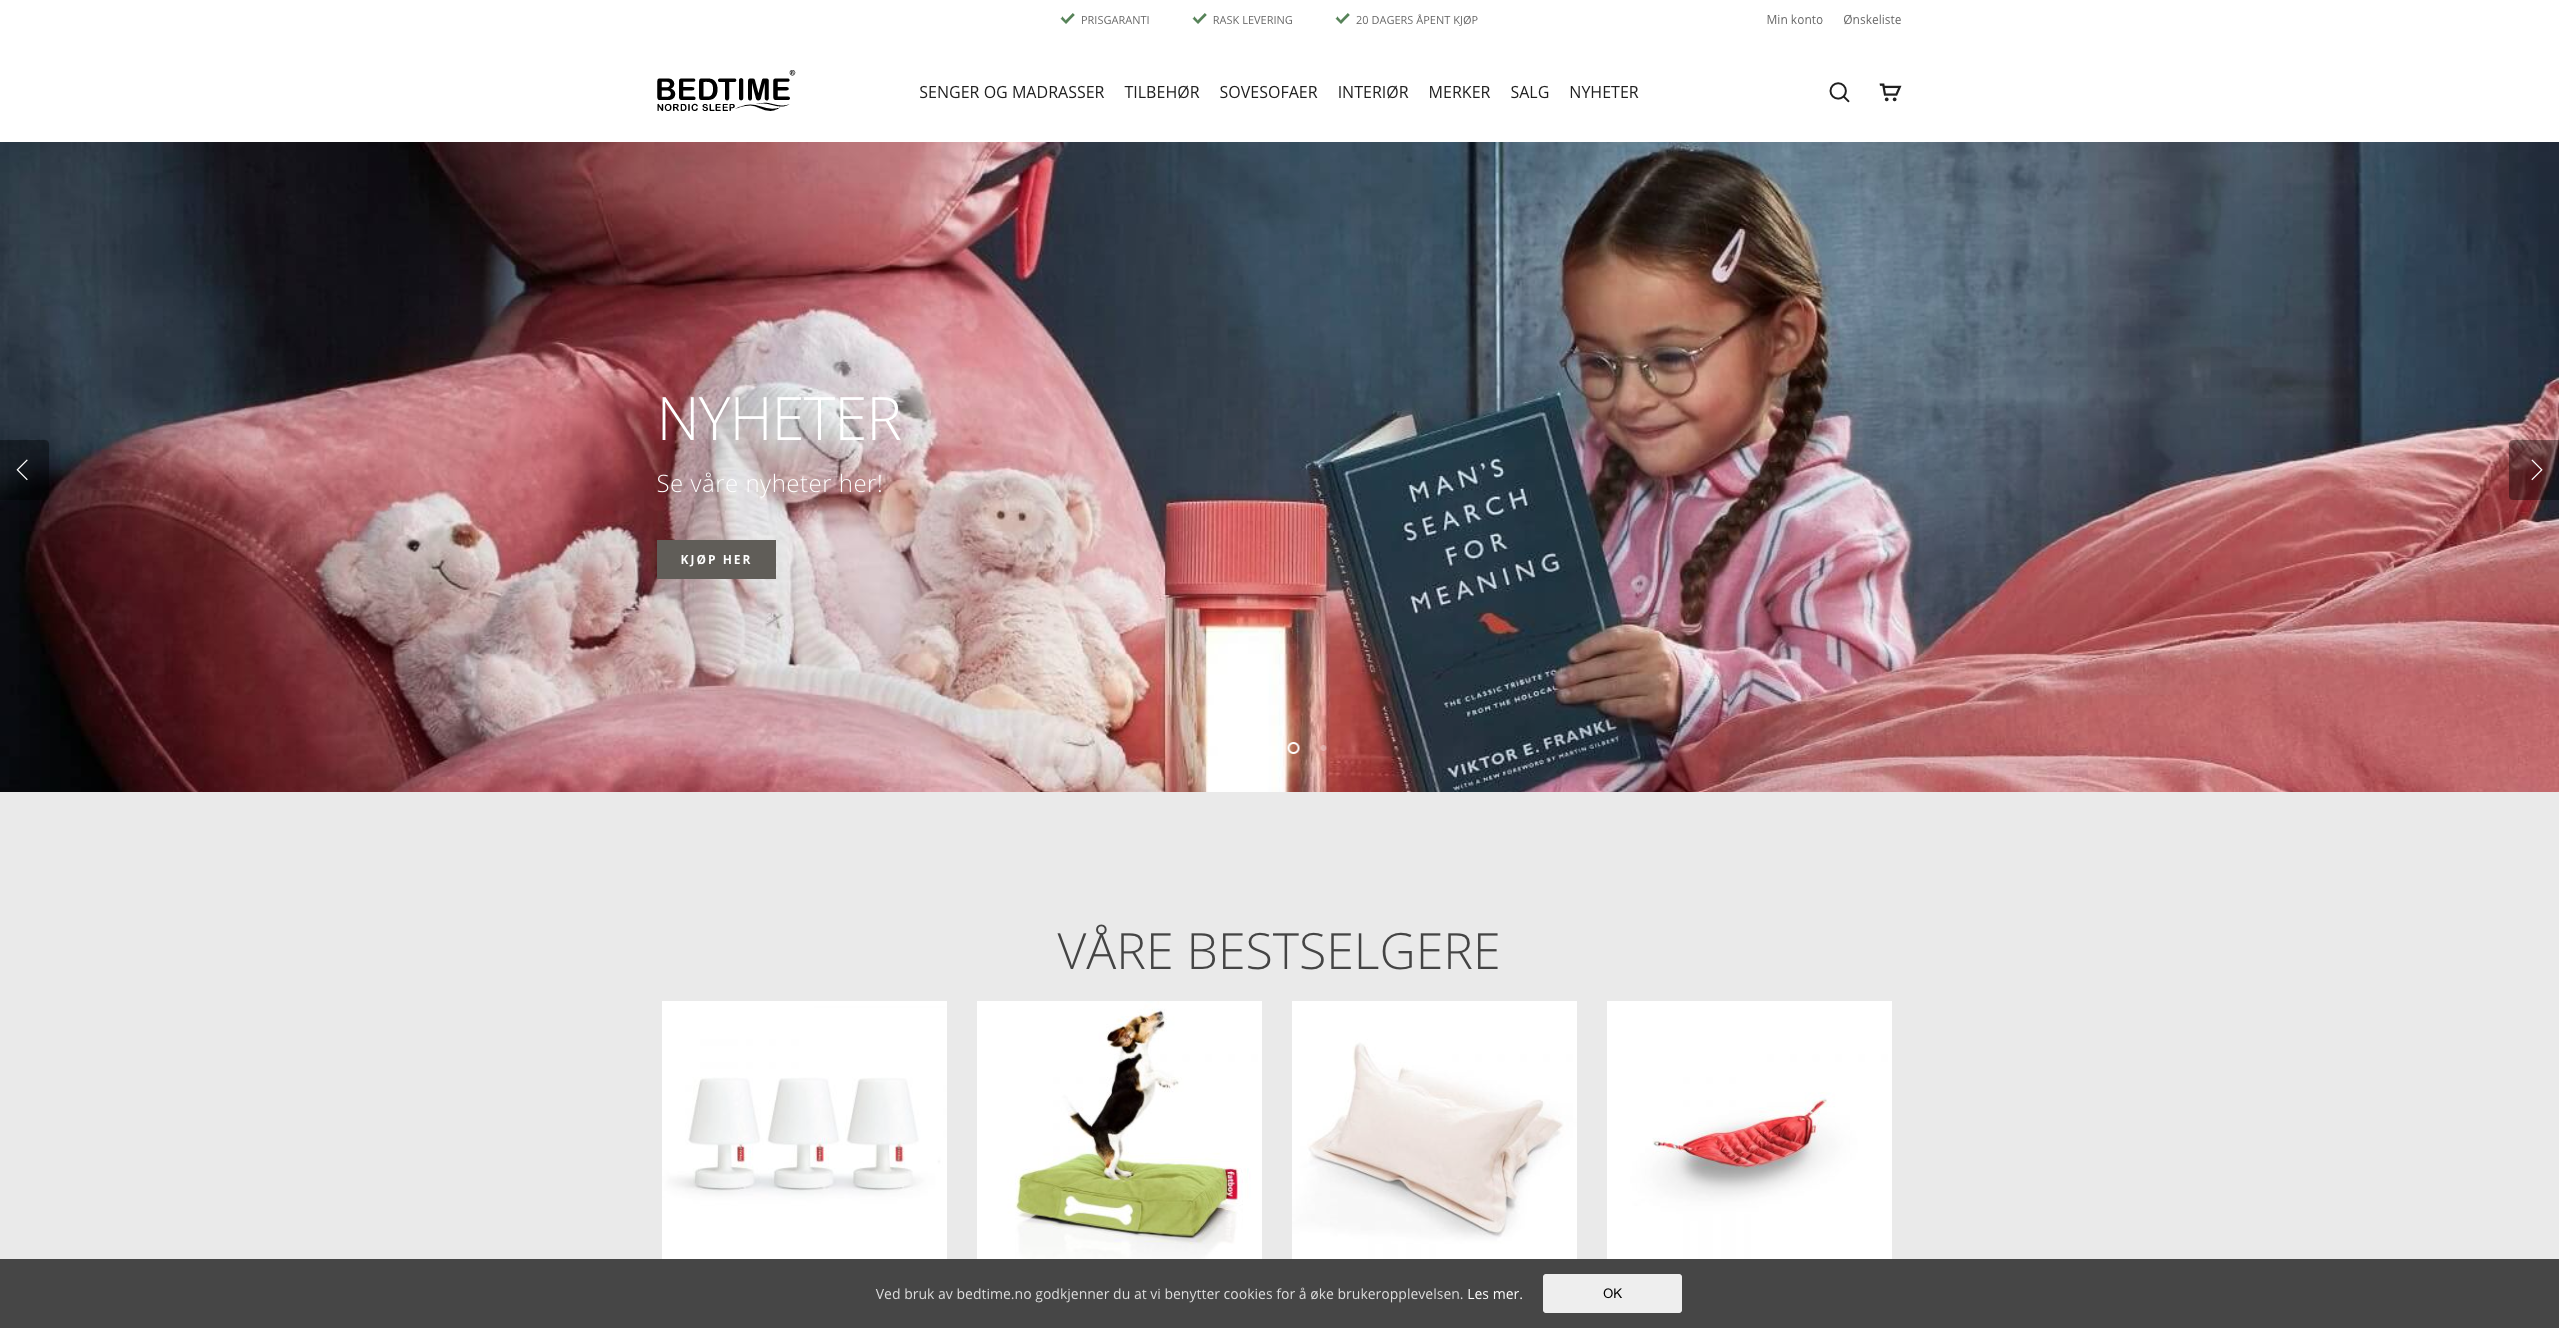 PRISGARANTI
RASK LEVERING
20 DAGERS ÅPENT KJØP
Min konto
Ønskeliste
BEDTIME®
NORDIC SLEEP
SENGER OG MADRASSER
TILBEHØR
SOVESOFAER
INTERIØR
MERKER
SALG
NYHETER
NYHETER
Se våre nyheter her!
KJØP HER
MAN'S
SEARCH
FOR
MEANING
THE CLASSIC TRIBUTE TO
FROM THE
VIKTOR E. FRANKL
WITH A NEW FOREWORD BY MARTIN GILBERT
VÅRE BESTSELGERE
fatboy
Ved bruk av bedtime.no godkjenner du at vi benytter cookies for å øke brukeropplevelsen. Les mer.
OK